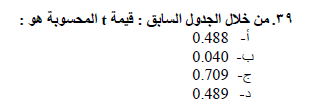 ٣٩. من خلال الجدول السابق : قيمة t المحسوبة هو :
أ- 0.488
ب- 0.040
ج- 0.709
د- 0.489